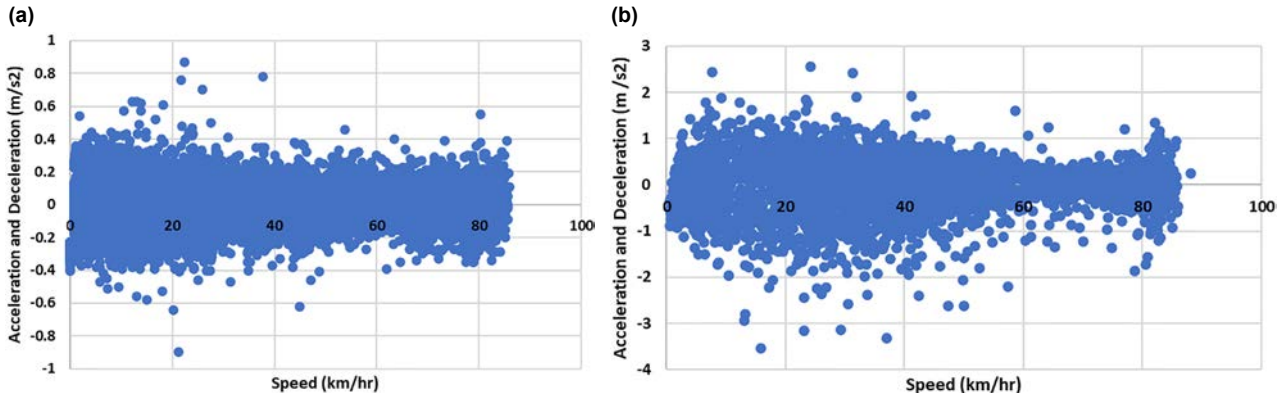 (a)
Acceleration and Deceleration (m/s2)
1
0.8
0.6
0.4
0.2
0
-0.2
-0.4
-0.6
-0.8
-1
0 20 40 60 80 100
Speed (km/hr)
(b)
Acceleration and Deceleration (m /s2)
3
2
1
0
-1
-2
-3
-4
0 20 40 60 80 100
Speed (km/hr)